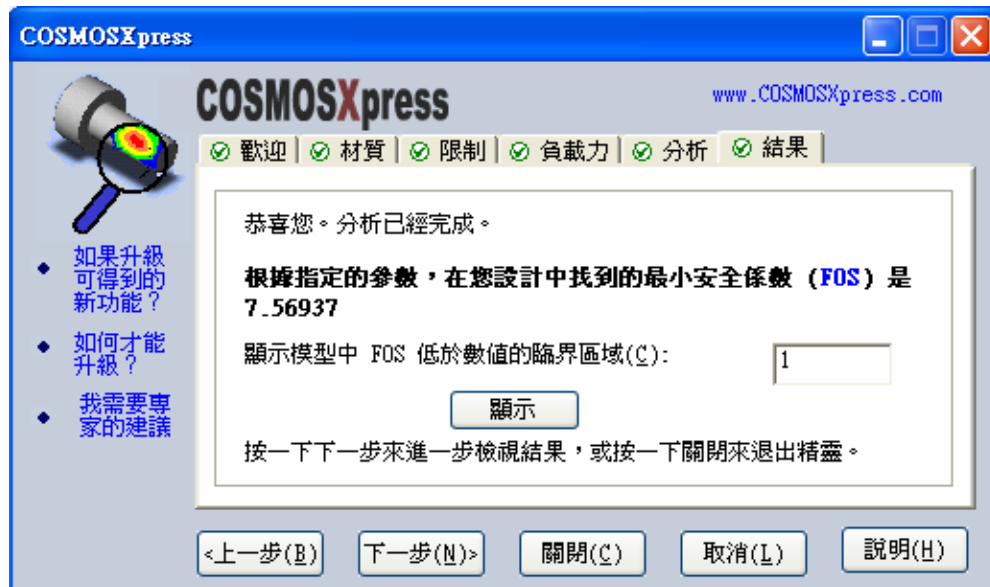 COSMOSXpress
COSMOSXpress
www.COSMOSXpress.com
歡迎 材質 限制 負載力 分析 結果
恭喜您。分析已經完成。
根據指定的參數，在您設計中找到的最小安全係數 (FOS) 是
7.56937
顯示模型中 FOS 低於數值的臨界區域(C):
1
顯示
按一下下一步來進一步檢視結果，或按一下關閉來退出精靈。
如果升級
可得到的
新功能？
如何才能
升級？
我需要專
家的建議
<上一步(B) 下一步(N)> 關閉(C) 取消(L) 說明(H)